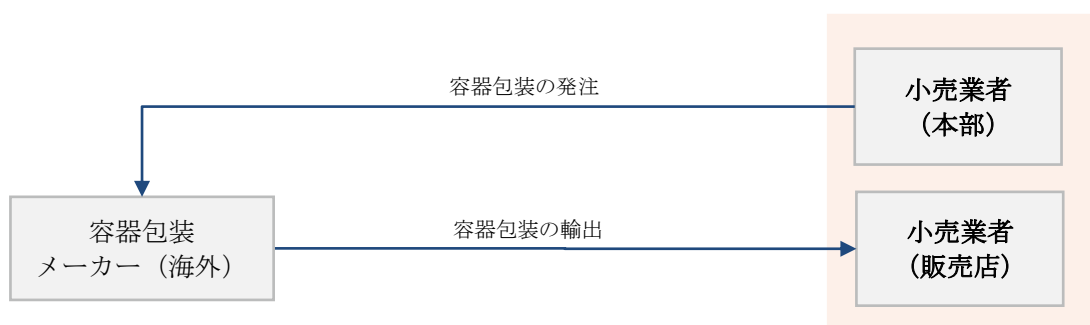 容器包装の発注
小売業者
（本部）
容器包装
メーカー（海外）
容器包装の輸出
小売業者
（販売店）